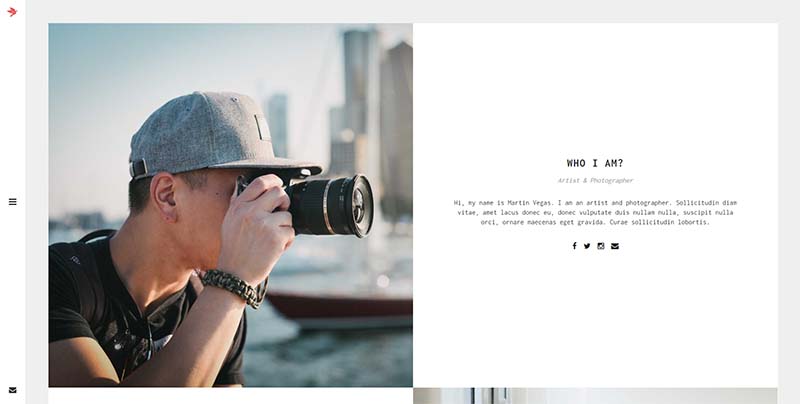 WHO I AM?
Artist & Photographer
Hi, my name is Martin Vegas. I am an artist and photographer. Sollicitudin diam
vitae, amet lacus donec eu, donec vulputate duis nullam nulla, suscipit nulla
orci, ornare maecenas eget gravida. Curae sollicitudin lobortis.